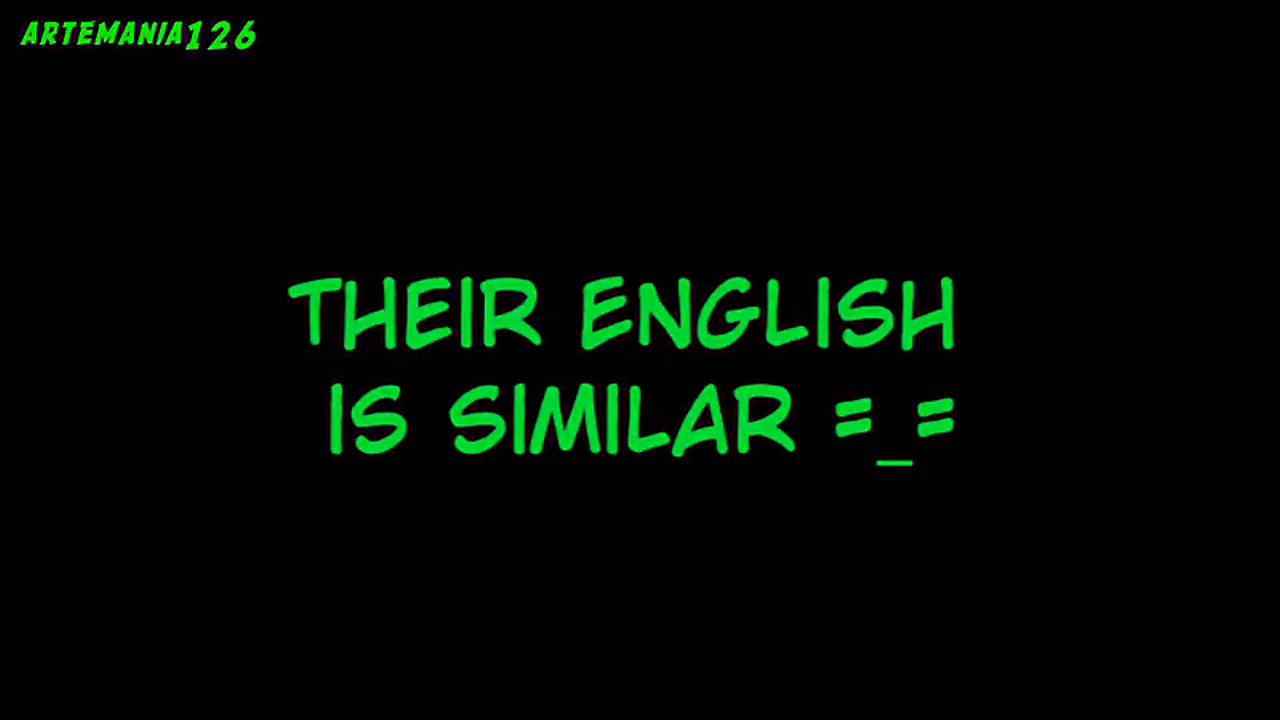 ARTEMANIA126
THEIR ENGLISH
IS SIMILAR =_=